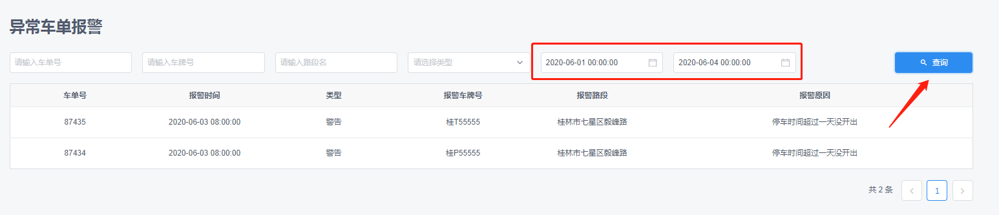 异常车单报警
请输入车单号 请输入车牌号 请输入路段名 请选择类型 2020-06-01 00:00:00 2020-06-04 00:00:00 查询
车单号 报警时间 类型 报警车牌号 报警路段 报警原因
87435 2020-06-03 08:00:00 警告 桂T55555 桂林市七星区毅峰路 停车时间超过一天没开出
87434 2020-06-03 08:00:00 警告 桂P55555 桂林市七星区毅峰路 停车时间超过一天没开出
共 2 条 1